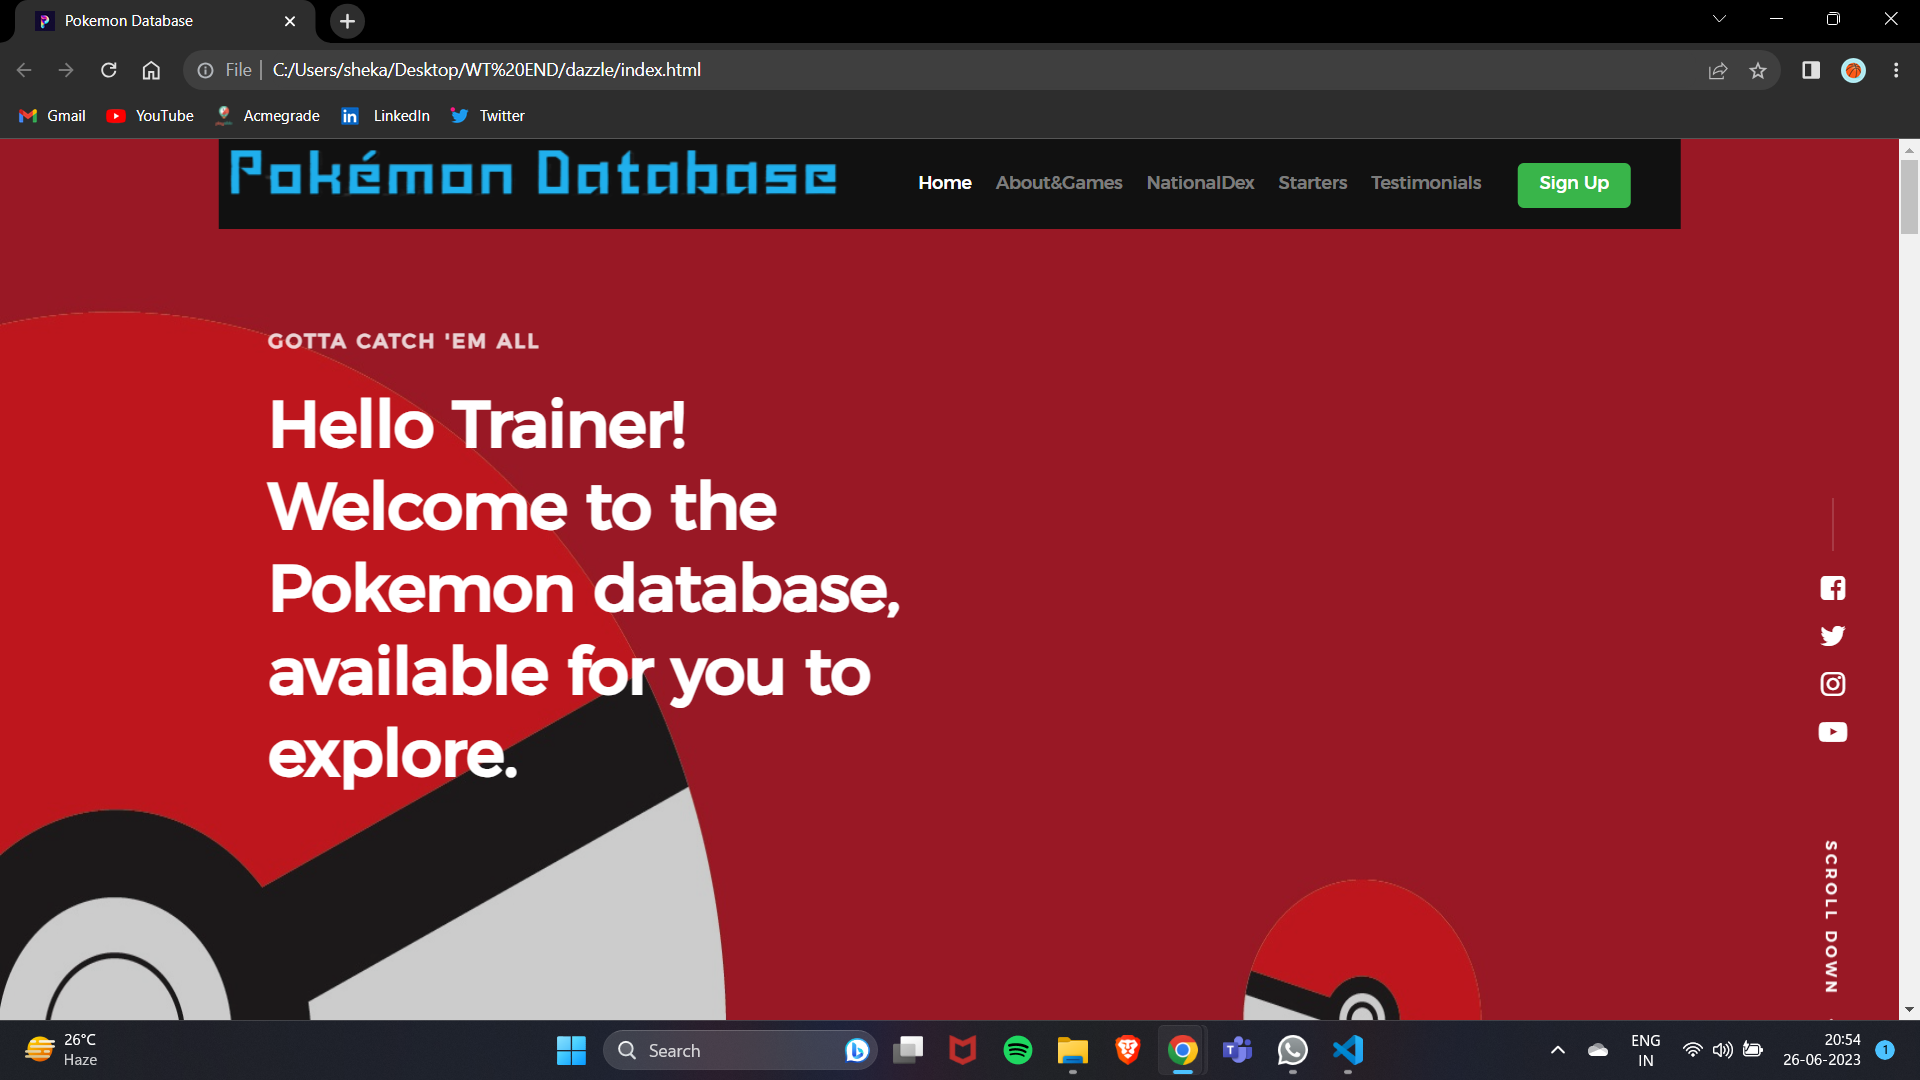 Pokemon Database
File
C:/Users/sheka/Desktop/WT%20END/dazzle/index.html
Gmail
YouTube
Acmegrade
LinkedIn
Twitter
Pokémon Database
Home
About&Games
NationalDex
Starters
Testimonials
Sign Up
GOTTA CATCH 'EM ALL
Hello Trainer!
Welcome to the
Pokemon database,
available for you to
explore.
SCROLL DOWN
26°C
Haze
Search
ENG
IN
20:54
26-06-2023
1